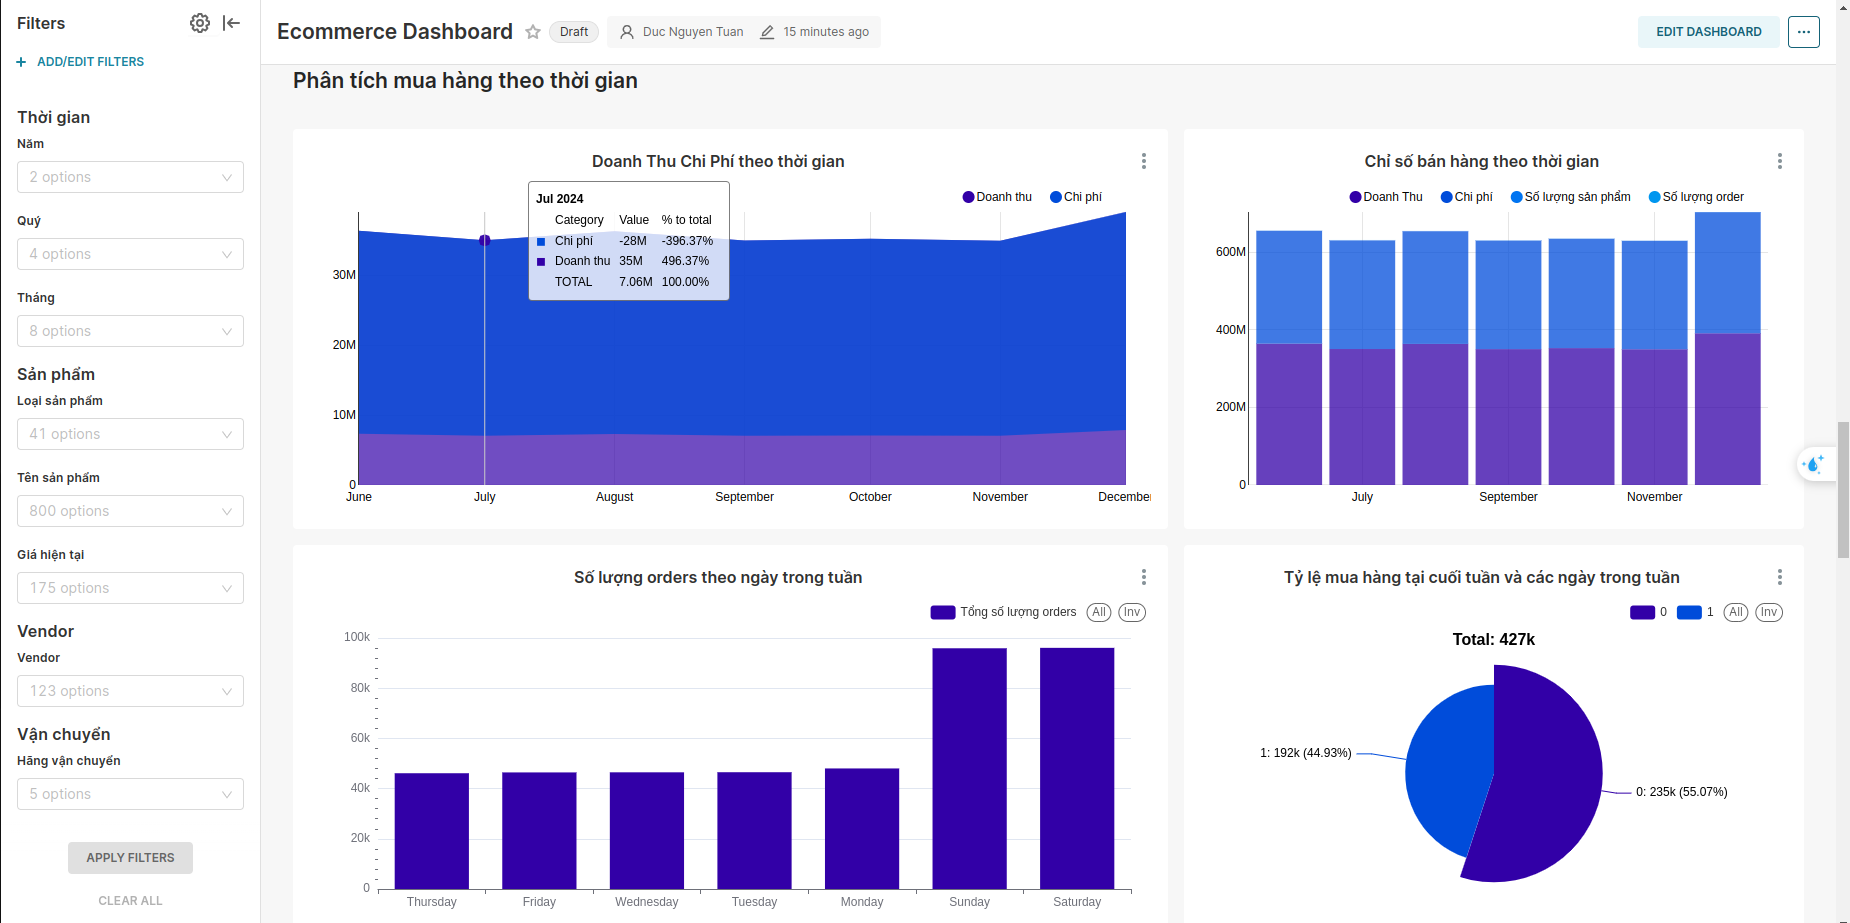 Filters
ADD/EDIT FILTERS
Thời gian
Năm
2 options
Quý
4 options
Tháng
8 options
Sản phẩm
Loại sản phẩm
41 options
Tên sản phẩm
800 options
Giá hiện tại
175 options
Vendor
Vendor
123 options
Vận chuyển
Hãng vận chuyển
5 options
APPLY FILTERS
CLEAR ALL
Ecommerce Dashboard Draft Duc Nguyen Tuan 15 minutes ago EDIT DASHBOARD
Phân tích mua hàng theo thời gian
Doanh Thu Chi Phí theo thời gian
Doanh thu Chi phí
Jul 2024
Category Value % to total
Chi phí -28M -396.37%
Doanh thu 35M 496.37%
TOTAL 7.06M 100.00%
30M
20M
10M
0
June July August September October November December
Chỉ số bán hàng theo thời gian
Doanh Thu Chi phí Số lượng sản phẩm Số lượng order
600M
400M
200M
0
July September November
Số lượng orders theo ngày trong tuần
Tổng số lượng orders All Inv
100k
80k
60k
40k
20k
0
Thursday Friday Wednesday Tuesday Monday Sunday Saturday
Tỷ lệ mua hàng tại cuối tuần và các ngày trong tuần
0 1 All Inv
Total: 427k
1: 192k (44.93%)
0: 235k (55.07%)